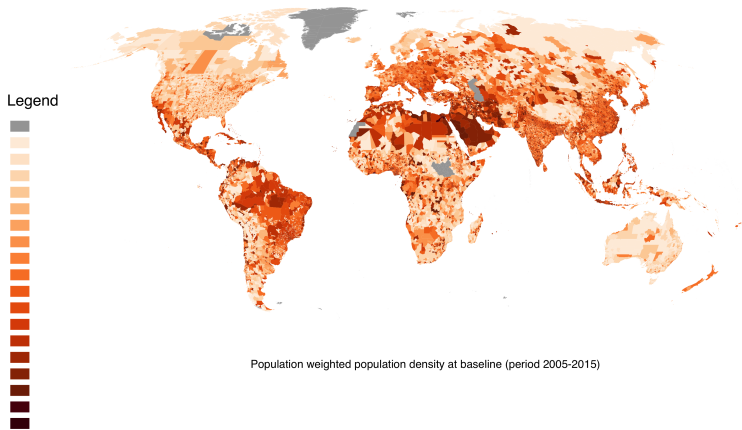 Legend
Population weighted population density at baseline (period 2005-2015)